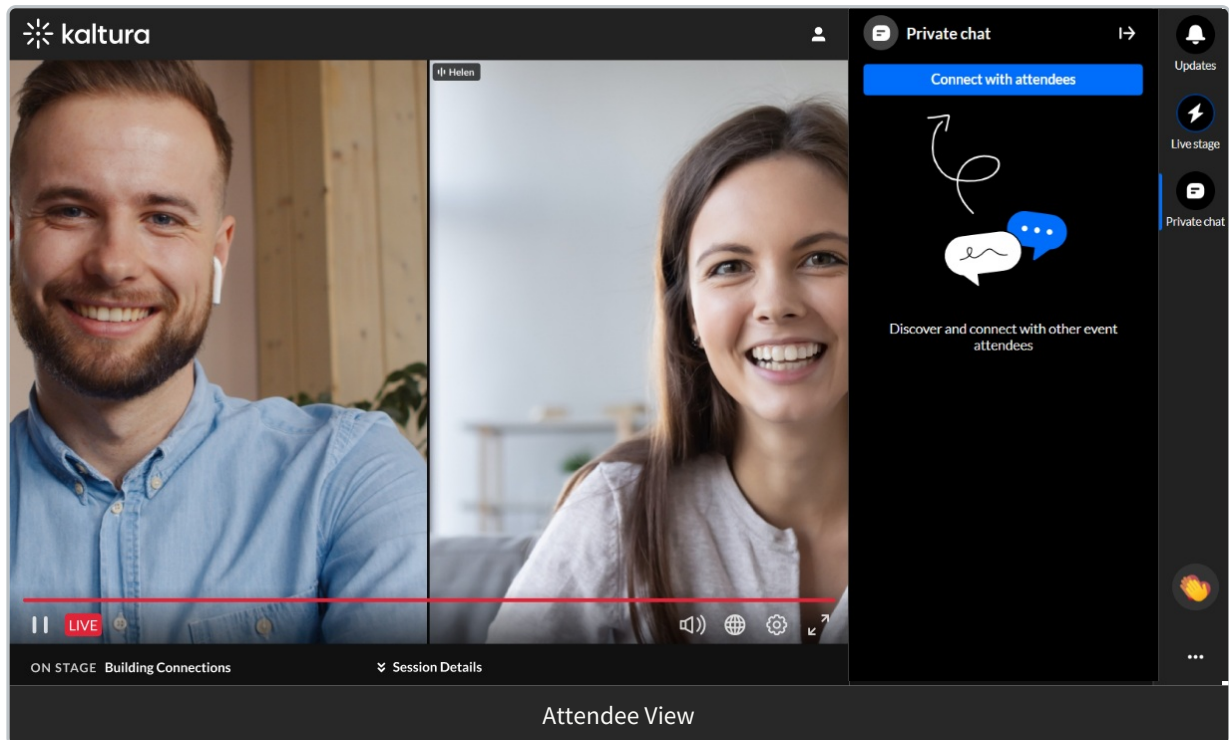 kaltura
Helen
LIVE
ON STAGE Building Connections
Session Details
Private chat
Connect with attendees
Discover and connect with other event
attendees
Updates
Live stage
Private chat
Attendee View